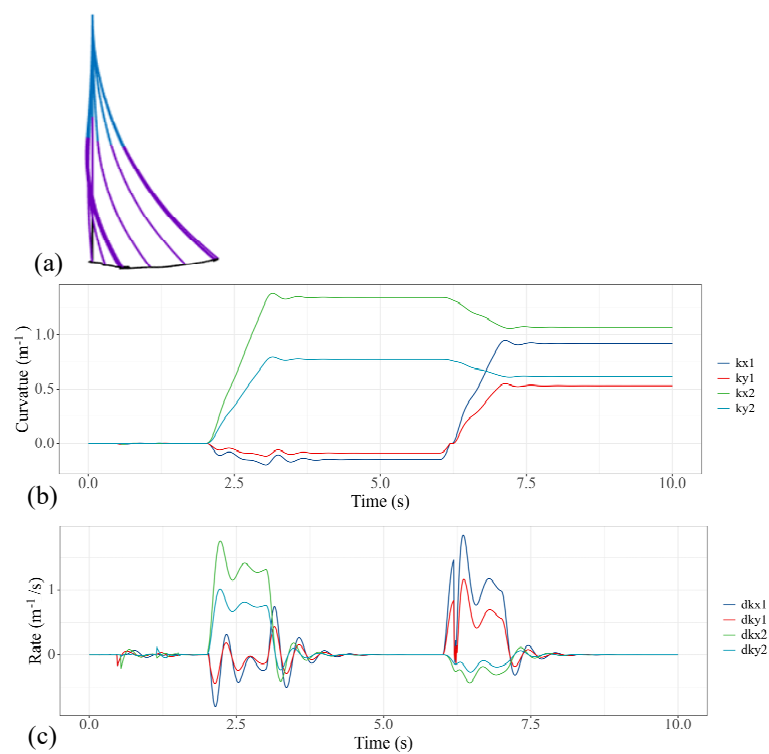 (a)
Curvatue (m⁻¹)
1.0
0.5
0.0
0.0 2.5 5.0 7.5 10.0
Time (s)
kx1
ky1
kx2
ky2
(b)
Rate (m⁻¹ /s)
1
0
0.0 2.5 5.0 7.5 10.0
Time (s)
dkx1
dky1
dkx2
dky2
(c)